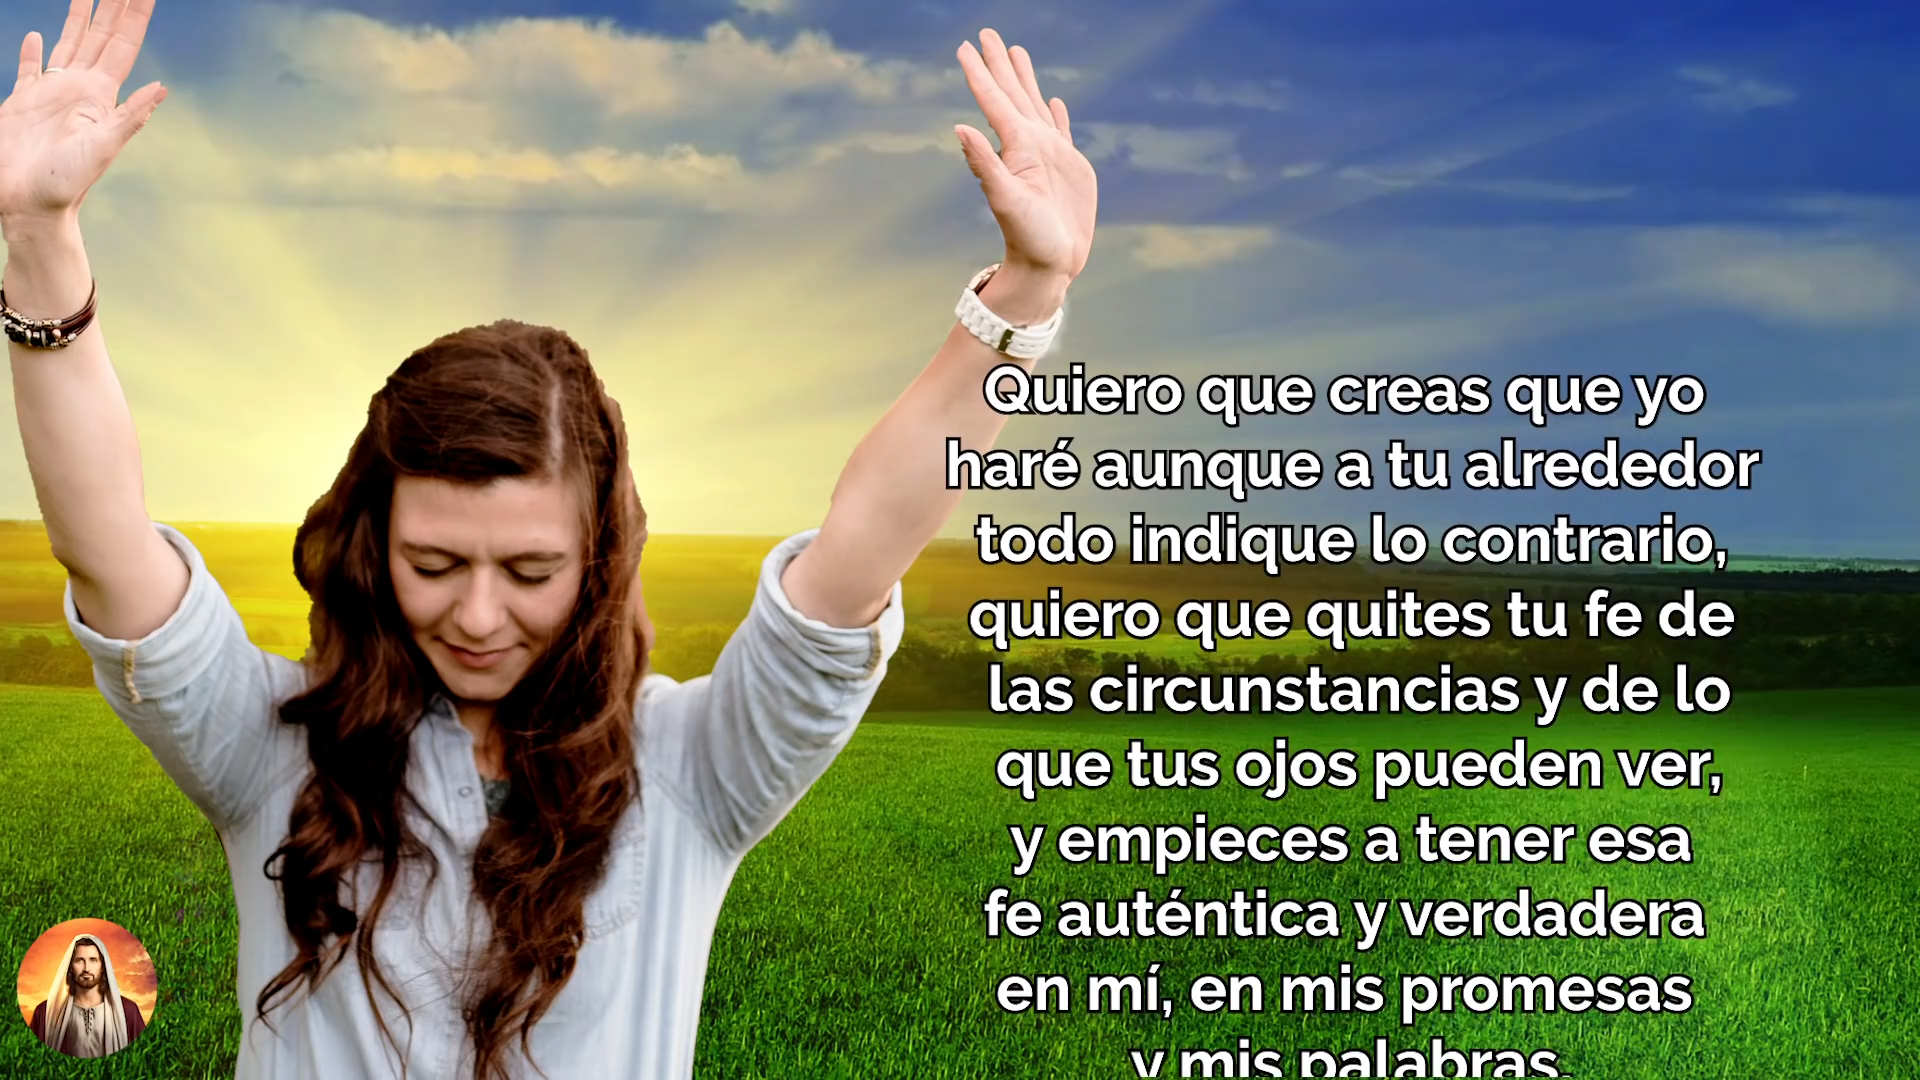 Quiero que creas que yo
haré aunque a tu alrededor
todo indique lo contrario,
quiero que quites tu fe de
las circunstancias y de lo
que tus ojos pueden ver,
y empieces a tener esa
fe auténtica y verdadera
en mí, en mis promesas
y mis palabras.